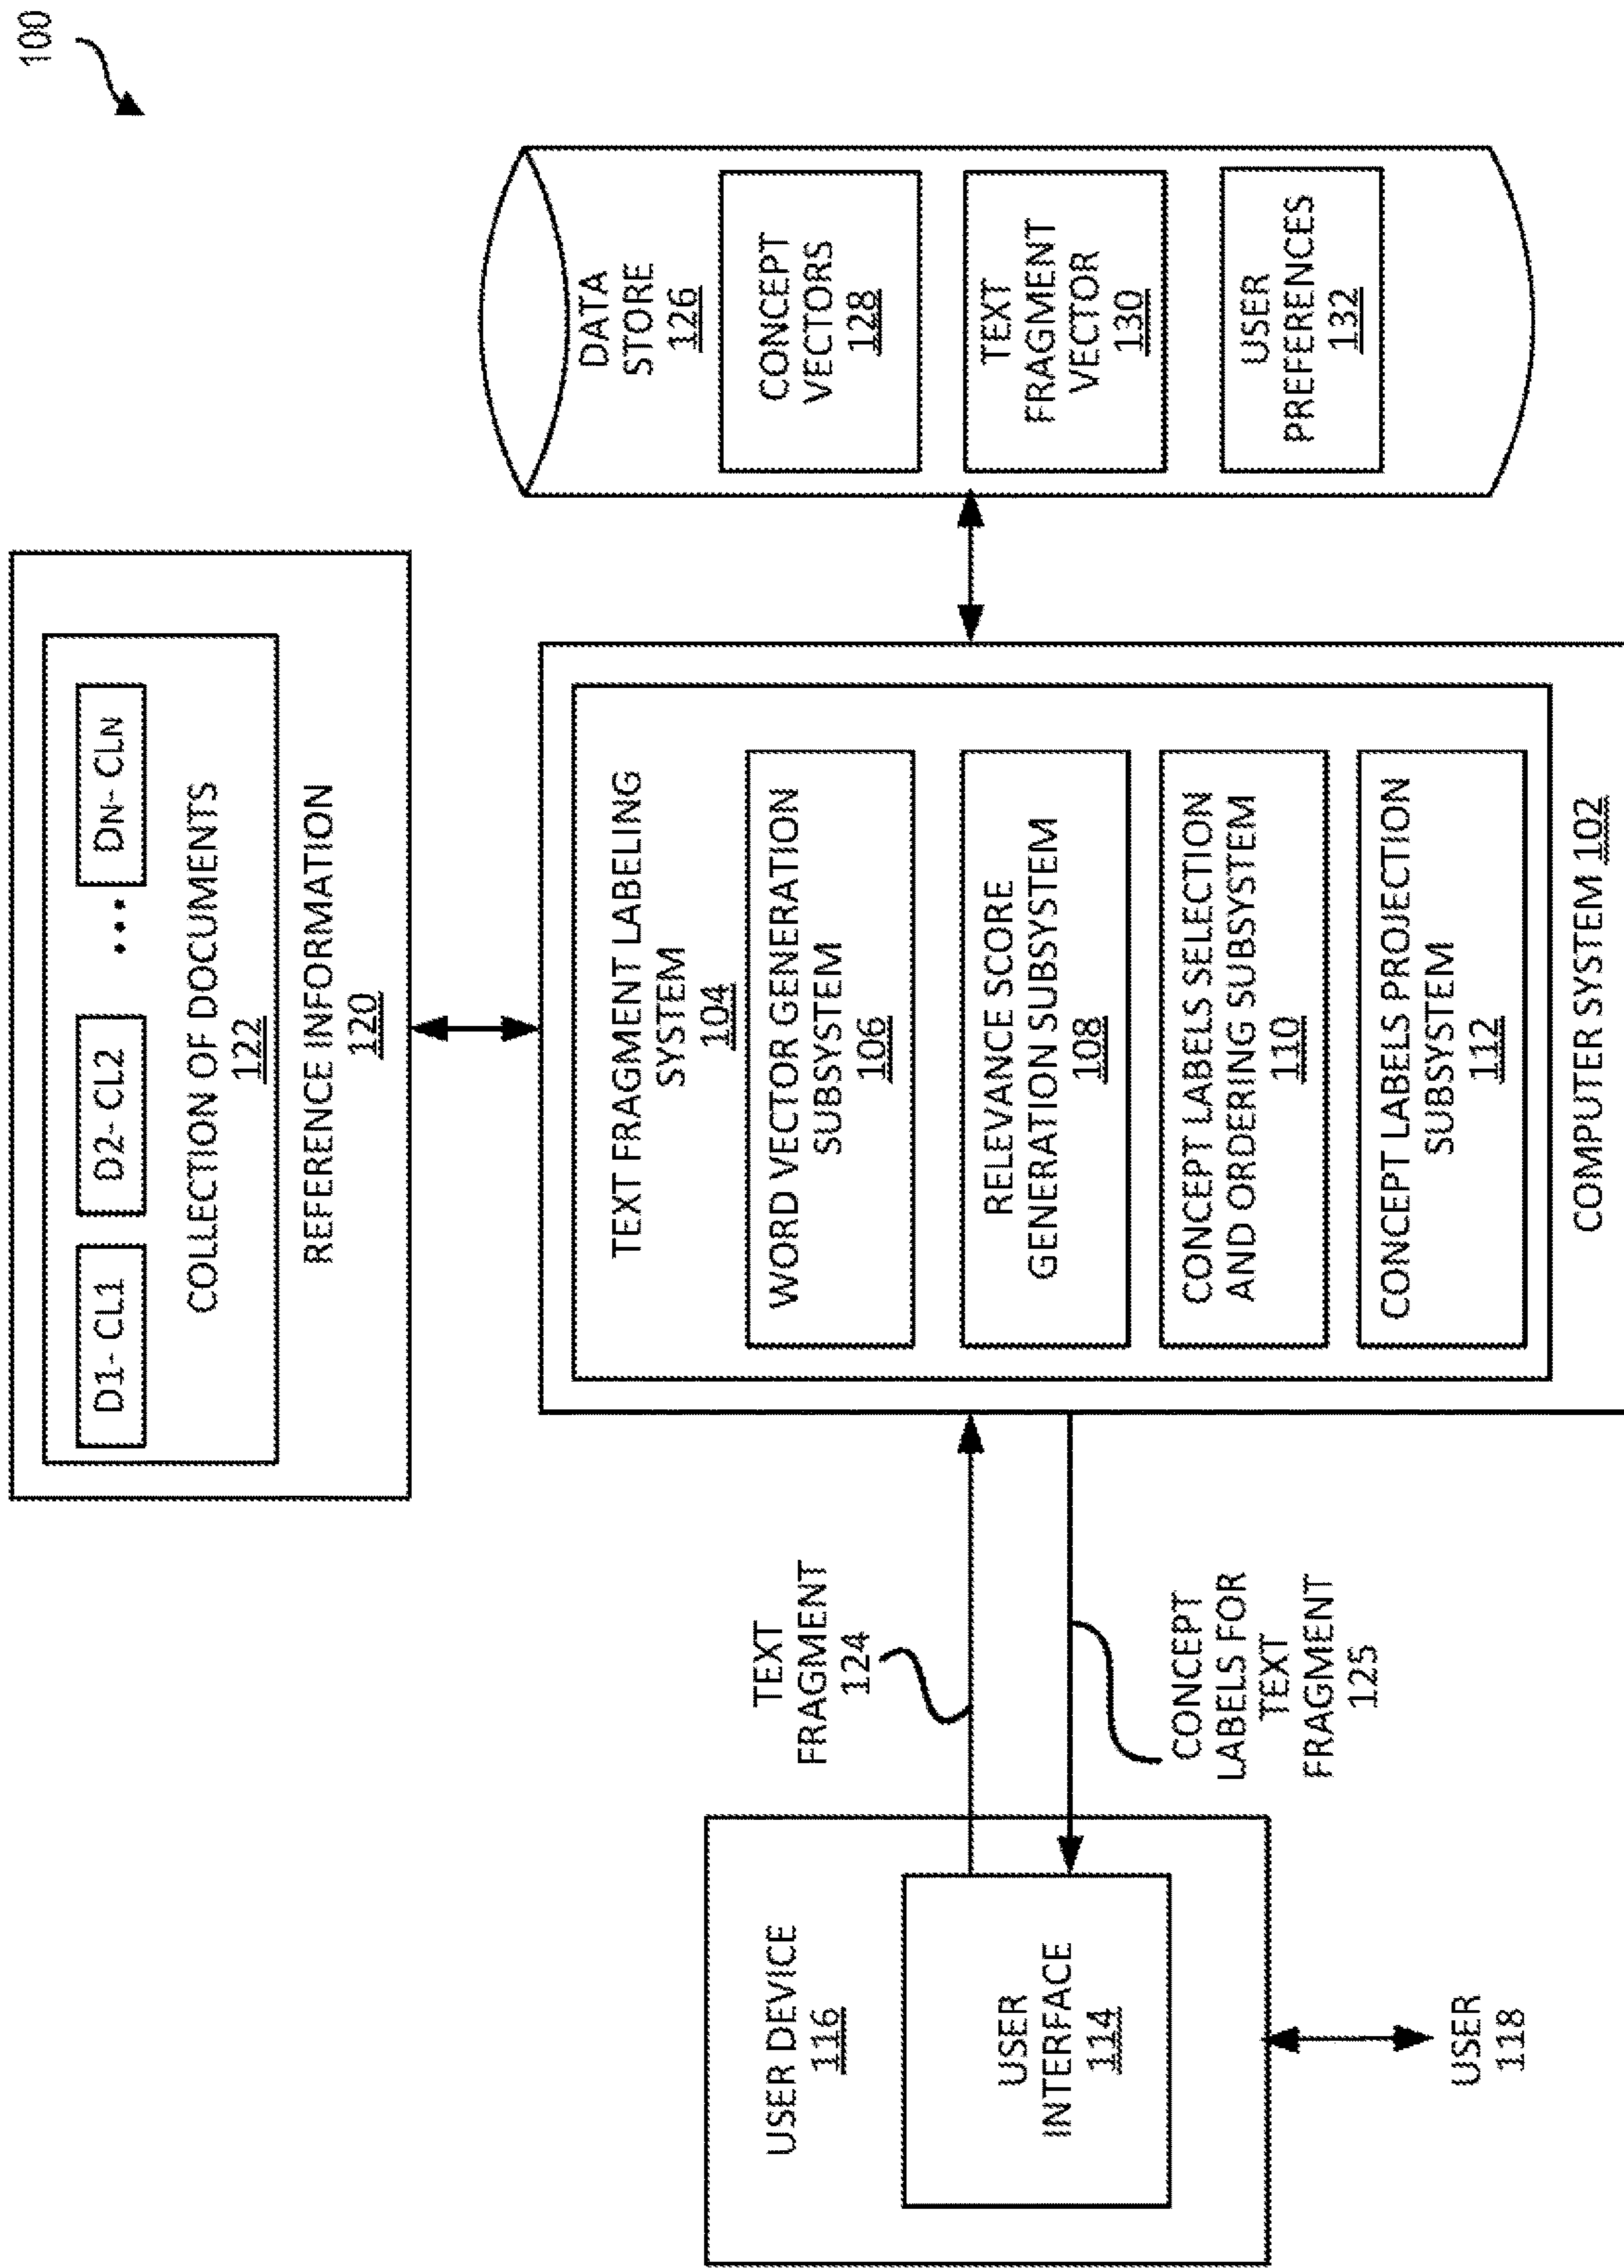 100
D1- CL1
D2- CL2
•••
DN- CLN
COLLECTION OF DOCUMENTS
122
REFERENCE INFORMATION
120
USER DEVICE
116
USER
INTERFACE
114
USER
118
TEXT
FRAGMENT
124
CONCEPT
LABELS FOR
TEXT
FRAGMENT
125
TEXT FRAGMENT LABELING
SYSTEM
104
WORD VECTOR GENERATION
SUBSYSTEM
106
RELEVANCE SCORE
GENERATION SUBSYSTEM
108
CONCEPT LABELS SELECTION
AND ORDERING SUBSYSTEM
110
CONCEPT LABELS PROJECTION
SUBSYSTEM
112
COMPUTER SYSTEM 102
DATA
STORE
126
CONCEPT
VECTORS
128
TEXT
FRAGMENT
VECTOR
130
USER
PREFERENCES
132